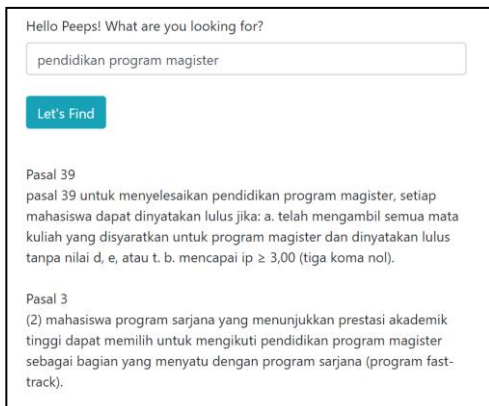 Hello Peeps! What are you looking for?
pendidikan program magister
Let's Find
Pasal 39
pasal 39 untuk menyelesaikan pendidikan program magister, setiap
mahasiswa dapat dinyatakan lulus jika: a. telah mengambil semua mata
kuliah yang disyaratkan untuk program magister dan dinyatakan lulus
tanpa nilai d, e, atau t. b. mencapai ip ≥ 3,00 (tiga koma nol).
Pasal 3
(2) mahasiswa program sarjana yang menunjukkan prestasi akademik
tinggi dapat memilih untuk mengikuti pendidikan program magister
sebagai bagian yang menyatu dengan program sarjana (program fast-
track).